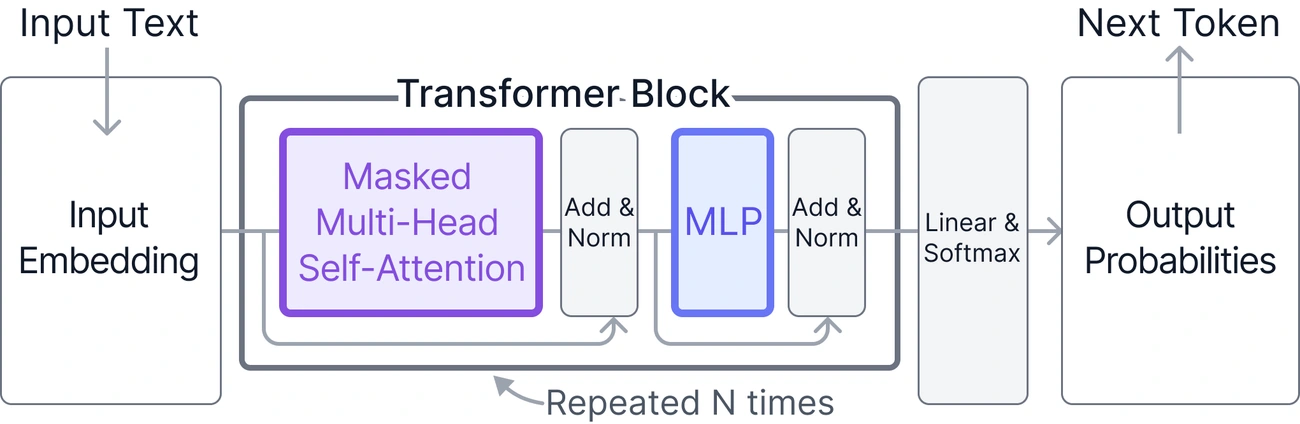 Input Text
Next Token
Transformer Block
Input
Embedding
Masked
Multi-Head
Self-Attention
Add &
Norm
MLP
Add &
Norm
Linear &
Softmax
Output
Probabilities
Repeated N times